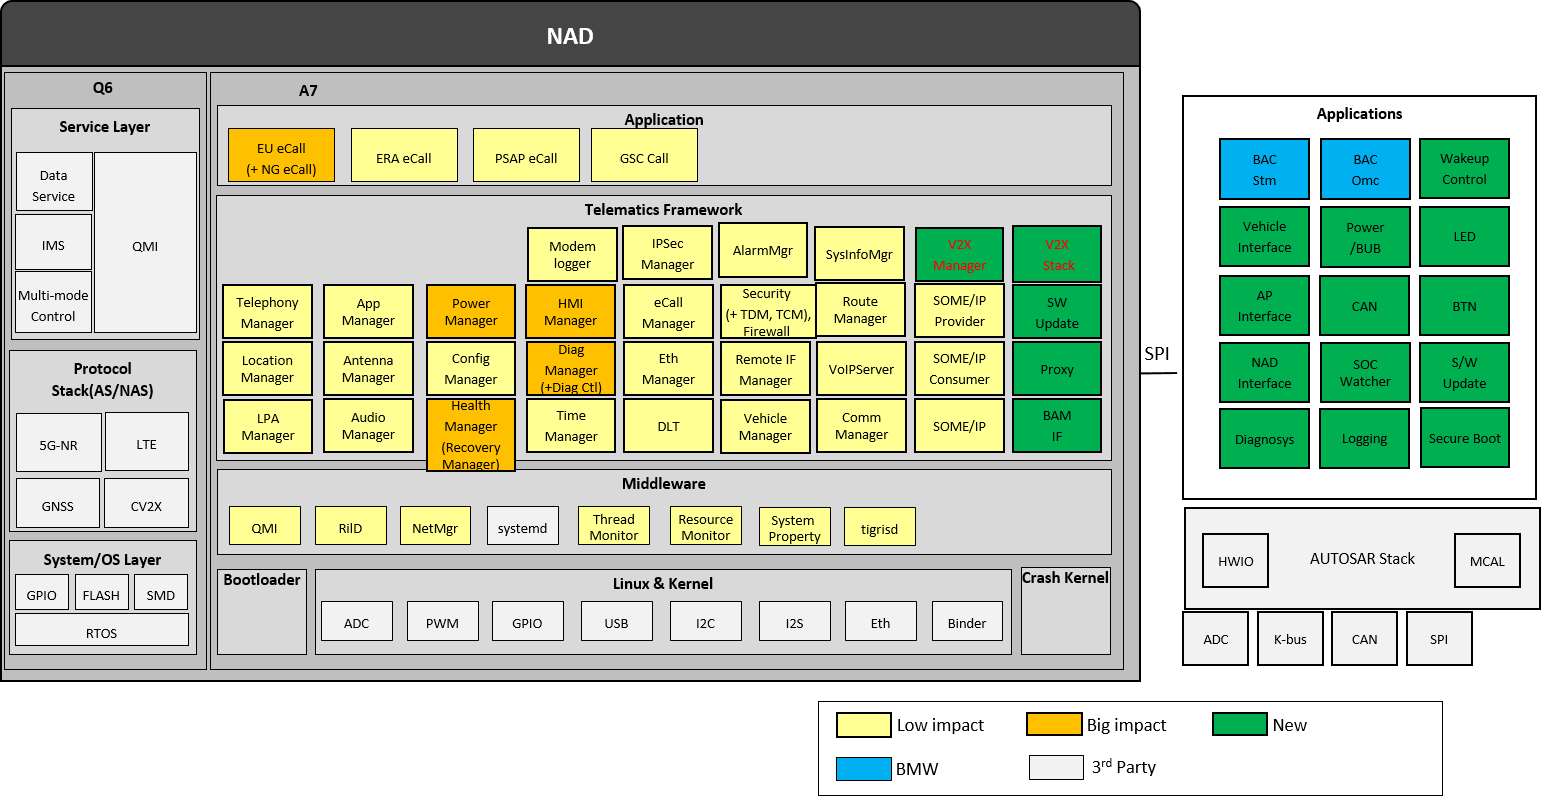 NAD
Q6
Service Layer
Data
Service
IMS
Multi-mode
Control
QMI
Protocol
Stack(AS/NAS)
5G-NR
LTE
GNSS
CV2X
System/OS Layer
GPIO
FLASH
SMD
RTOS
A7
Application
EU eCall
(+ NG eCall)
ERA eCall
PSAP eCall
GSC Call
Telematics Framework
Modem
logger
IPSec
Manager
AlarmMgr
SysInfoMgr
V2X
Manager
V2X
Stack
Telephony
Manager
App
Manager
Power
Manager
HMI
Manager
eCall
Manager
Security
(+ TDM, TCM),
Firewall
Route
Manager
SOME/IP
Provider
SW
Update
Location
Manager
Antenna
Manager
Config
Manager
Diag
Manager
(+Diag Ctl)
Eth
Manager
Remote IF
Manager
VoIPServer
SOME/IP
Consumer
Proxy
LPA
Manager
Audio
Manager
Health
Manager
(Recovery
Manager)
Time
Manager
DLT
Vehicle
Manager
Comm
Manager
SOME/IP
BAM
IF
Middleware
QMI
RilD
NetMgr
systemd
Thread
Monitor
Resource
Monitor
System
Property
tigrisd
Bootloader
Linux & Kernel
ADC
PWM
GPIO
USB
I2C
I2S
Eth
Binder
Crash Kernel
SPI
Applications
BAC
Stm
BAC
Omc
Wakeup
Control
Vehicle
Interface
Power
/BUB
LED
AP
Interface
CAN
BTN
NAD
Interface
SOC
Watcher
S/W
Update
Diagnosys
Logging
Secure Boot
HWIO
AUTOSAR Stack
MCAL
ADC
K-bus
CAN
SPI
Low impact
Big impact
New
BMW
3rd Party